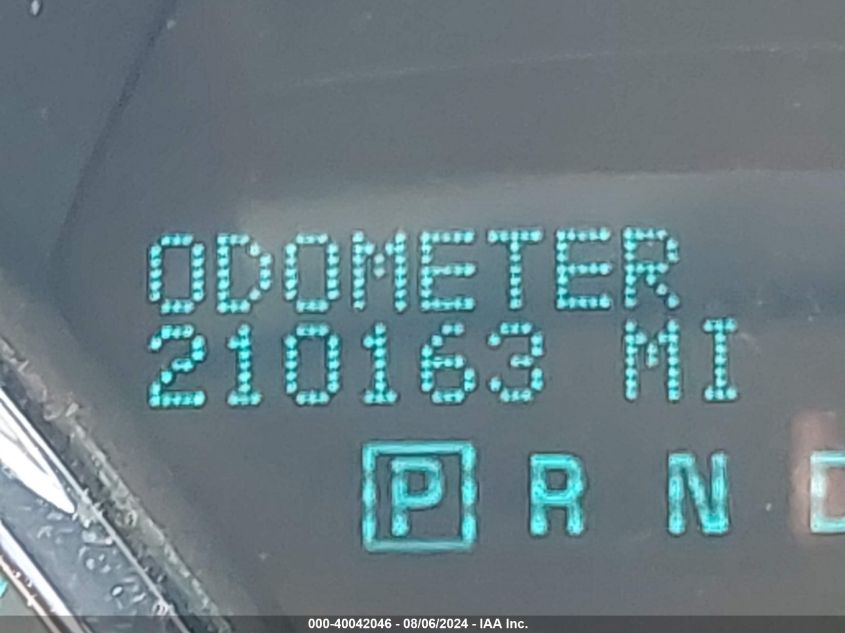 ODOMETER
210163 MI
P R N D
000-40042046 - 08/06/2024 - IAA Inc.